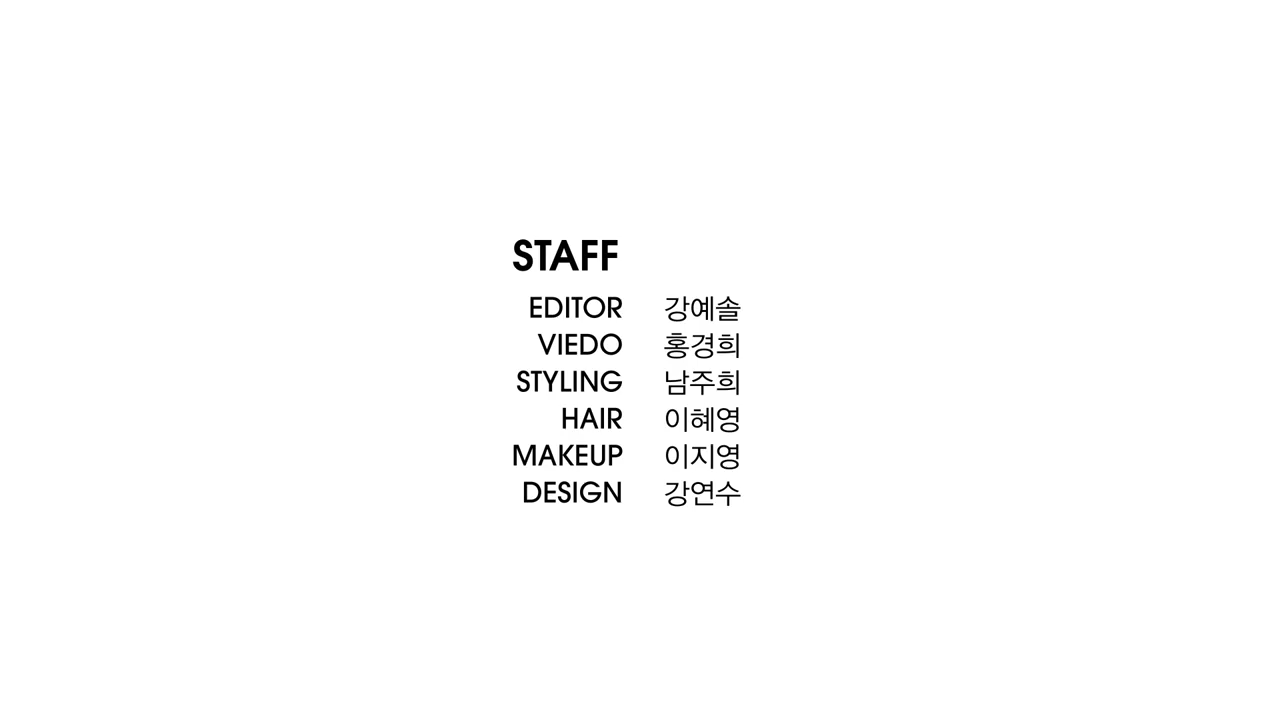 STAFF
EDITOR 강예솔
VIEDO 홍경희
STYLING 남주희
HAIR 이혜영
MAKEUP 이지영
DESIGN 강연수